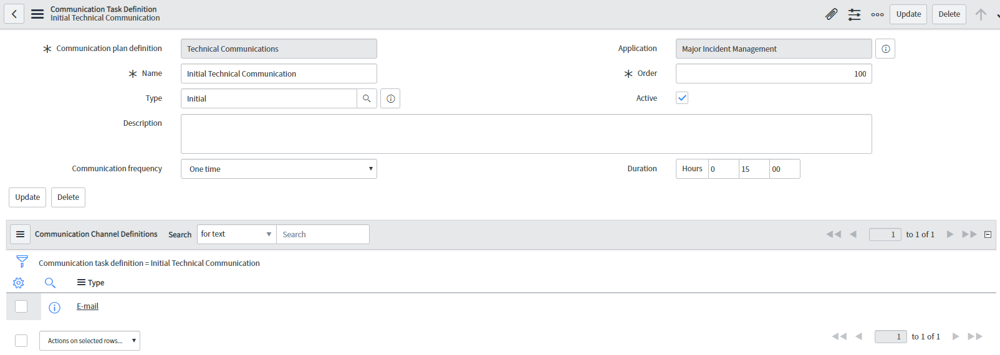 Communication Task Definition
Initial Technical Communication
Update
Delete
Communication plan definition
Technical Communications
Application
Major Incident Management
Name
Initial Technical Communication
Order
100
Type
Initial
Active
Description
Communication frequency
One time
Duration
Hours 0 15 00
Update
Delete
Communication Channel Definitions Search for text Search 1 to 1 of 1
Communication task definition = Initial Technical Communication
Type
E-mail
Actions on selected rows... 1 to 1 of 1